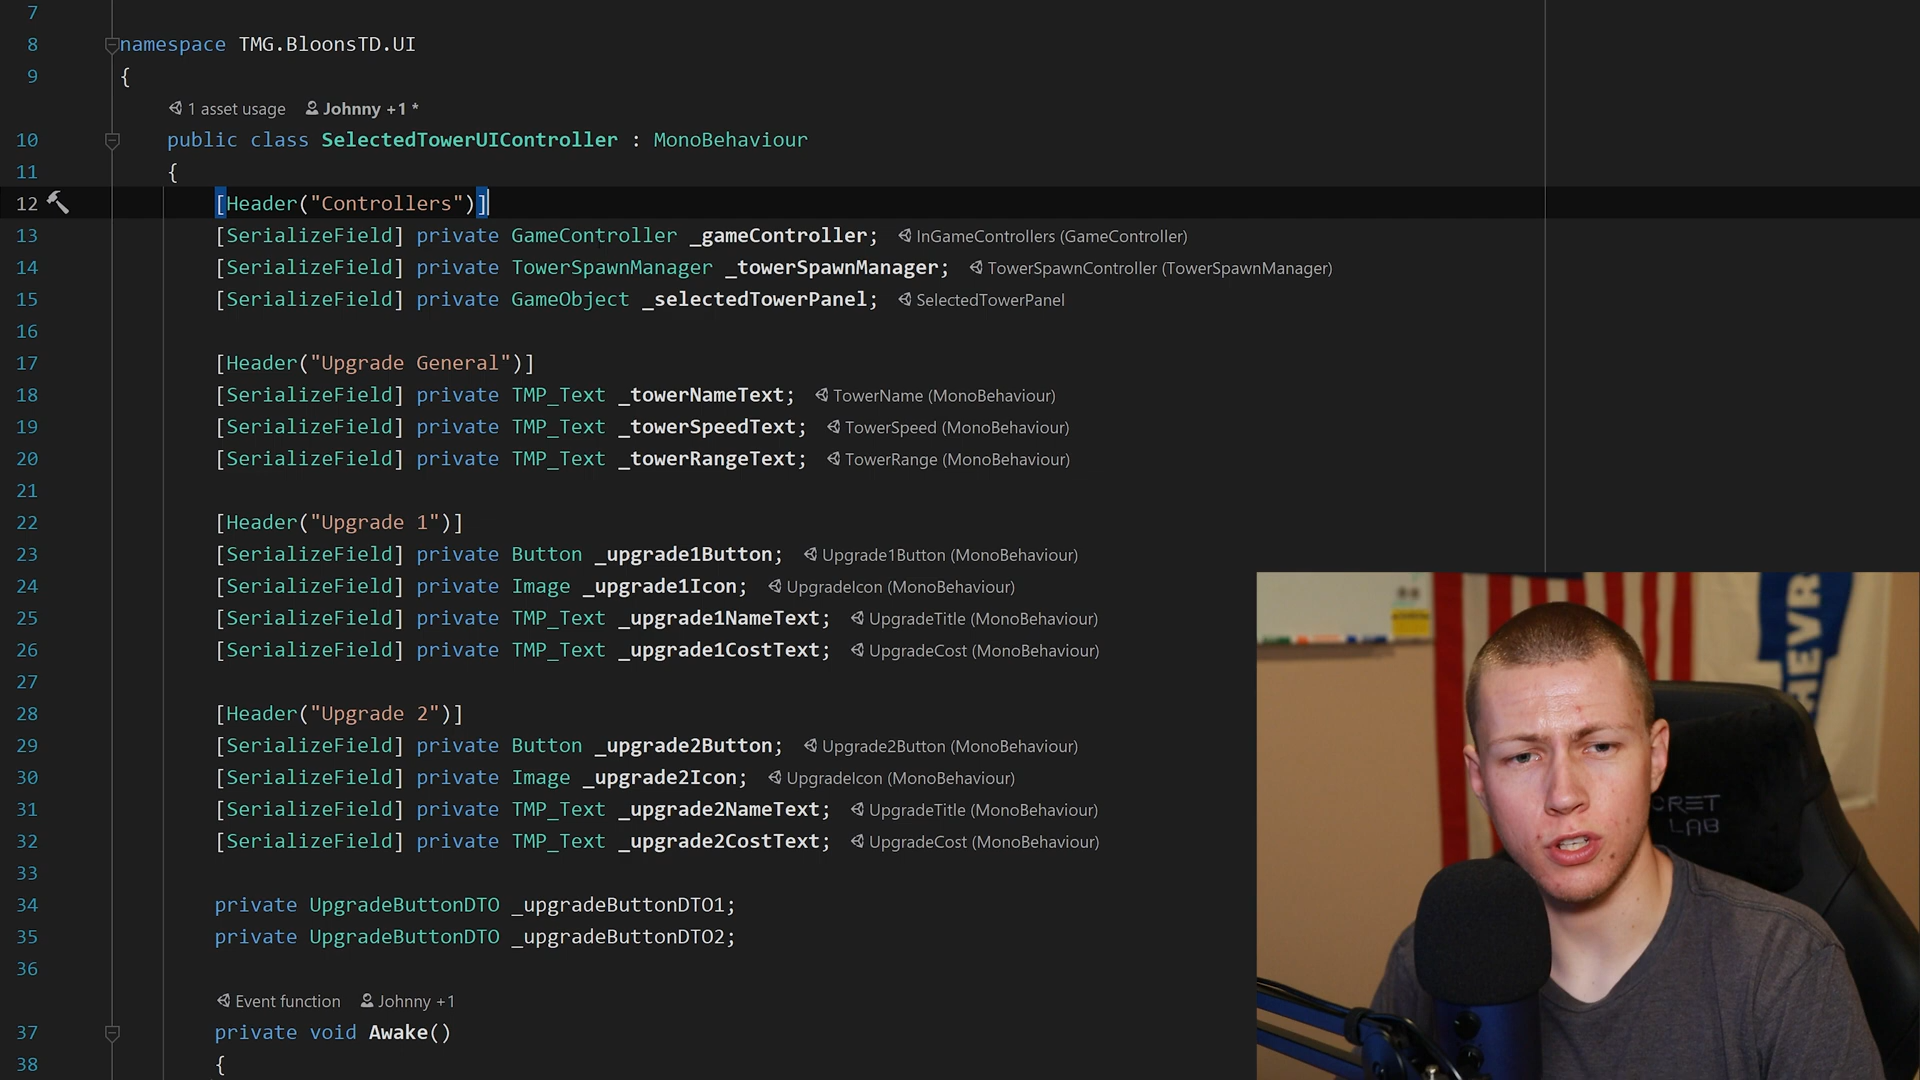 7
8 namespace TMG.BloonsTD.UI
9 {
1 asset usage Johnny +1 *
10 public class SelectedTowerUIController : MonoBehaviour
11 {
12 [Header("Controllers")]
13 [SerializeField] private GameController _gameController; InGameControllers (GameController)
14 [SerializeField] private TowerSpawnManager _towerSpawnManager; TowerSpawnController (TowerSpawnManager)
15 [SerializeField] private GameObject _selectedTowerPanel; SelectedTowerPanel
16
17 [Header("Upgrade General")]
18 [SerializeField] private TMP_Text _towerNameText; TowerName (MonoBehaviour)
19 [SerializeField] private TMP_Text _towerSpeedText; TowerSpeed (MonoBehaviour)
20 [SerializeField] private TMP_Text _towerRangeText; TowerRange (MonoBehaviour)
21
22 [Header("Upgrade 1")]
23 [SerializeField] private Button _upgrade1Button; Upgrade1Button (MonoBehaviour)
24 [SerializeField] private Image _upgrade1Icon; UpgradeIcon (MonoBehaviour)
25 [SerializeField] private TMP_Text _upgrade1NameText; UpgradeTitle (MonoBehaviour)
26 [SerializeField] private TMP_Text _upgrade1CostText; UpgradeCost (MonoBehaviour)
27
28 [Header("Upgrade 2")]
29 [SerializeField] private Button _upgrade2Button; Upgrade2Button (MonoBehaviour)
30 [SerializeField] private Image _upgrade2Icon; UpgradeIcon (MonoBehaviour)
31 [SerializeField] private TMP_Text _upgrade2NameText; UpgradeTitle (MonoBehaviour)
32 [SerializeField] private TMP_Text _upgrade2CostText; UpgradeCost (MonoBehaviour)
33
34 private UpgradeButtonDTO _upgradeButtonDTO1;
35 private UpgradeButtonDTO _upgradeButtonDTO2;
36
Event function Johnny +1
37 private void Awake()
38 {
HEVR
CRET
LAB